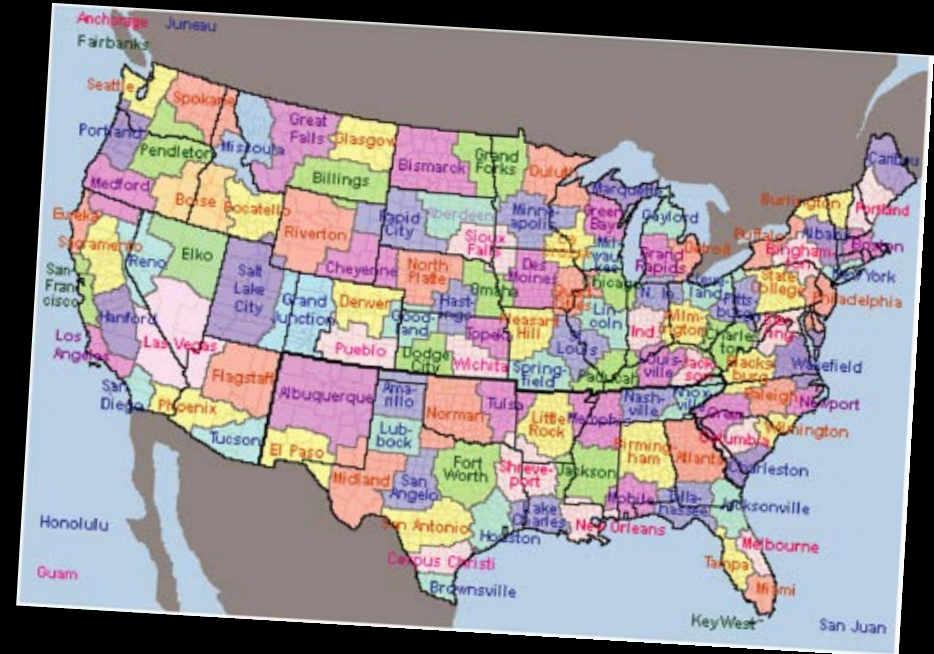 Anchorage
Juneau
Fairbanks
Seattle
Spokane
Great
Falls
Glasgow
Portland
Missoula
Pendleton
Bismarck
Grand
Forks
Duluth
Marquette
Caribou
Medford
Boise
Pocatello
Billings
Rapid
City
Aberdeen
Minne-
apolis
Green
Bay
Gaylord
Burlington
Portland
Eureka
Riverton
Sioux
Falls
Mil
wau
kee
Grand
Rapids
Detroit
Buffalo
Albany
Boston
Bingham-
Sacramento
Reno
Elko
Cheyenne
North
Platte
Des
Moines
Chicago
State
College
New York
San
Fran
cisco
Salt
Lake
City
Grand
Junction
Denver
Hast-
ings
Omaha
Quad
Cities
Lin-
coln
N. In
Philadelphia
Hanford
Good-
land
Topeka
Pleasant
Hill
St
Louis
Ind
Wilm-
ington
Charles
ton
Los
Angeles
Las Vegas
Pueblo
Dodge
City
Wichita
Spring-
field
Paducah
Louis-
ville
Jack
son
Blacks-
burg
Wakefield
San
Diego
Flagstaff
Albuquerque
Ama-
rillo
Norman
Tulsa
Little
Rock
Memphis
Nash-
ville
Knox
ville
Raleigh
Newport
Phoenix
Tucson
El Paso
Lub-
bock
Birming-
ham
Atlanta
Columbia
Wilmington
Midland
San
Angelo
Fort
Worth
Shreve-
port
Jackson
Charleston
Mobile
Talla-
hassee
Jacksonville
Honolulu
San Antonio
Houston
Lake
Charles
New Orleans
Melbourne
Guam
Corpus Christi
Tampa
Brownsville
Miami
Key West
San Juan